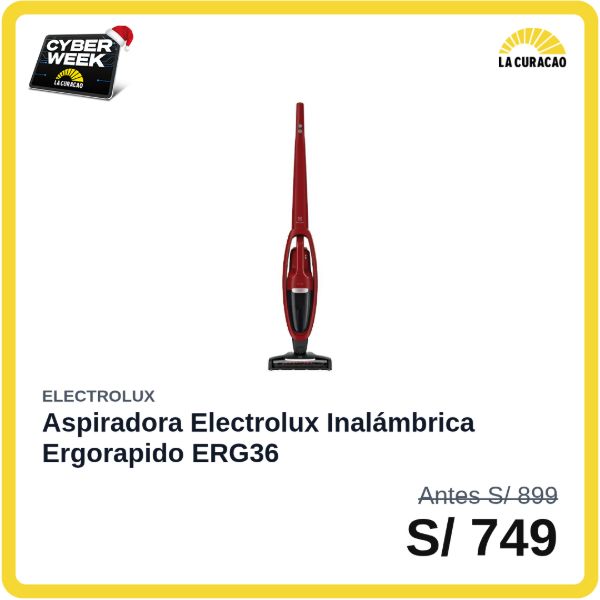 CYBER
WEEK
LA CURACAO
LA CURACAO
ELECTROLUX
Aspiradora Electrolux Inalámbrica
Ergorapido ERG36
Antes S/ 899
S/ 749